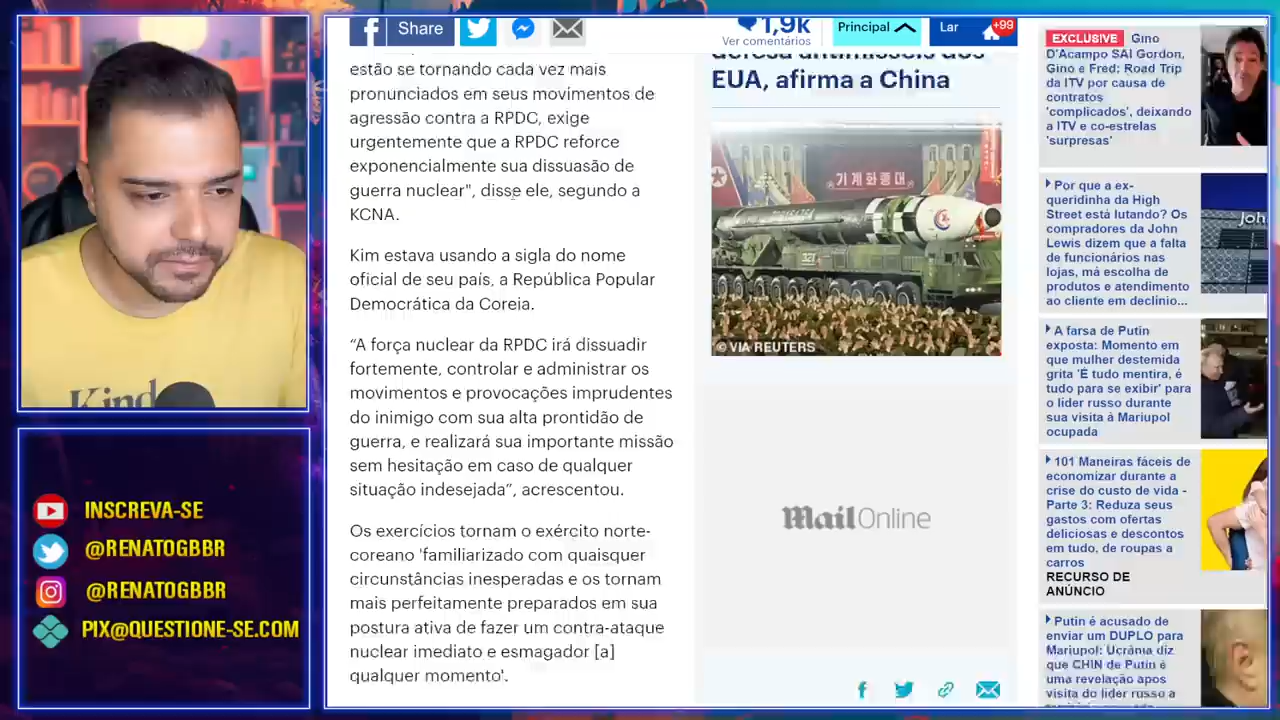 Share
1,9k
Ver comentários
Principal
Lar
+99
estão se tornando cada vez mais
pronunciados em seus movimentos de
agressão contra a RPDC, exige
urgentemente que a RPDC reforce
exponencialmente sua dissuasão de
guerra nuclear", disse ele, segundo a
KCNA.
Kim estava usando a sigla do nome
oficial de seu país, a República Popular
Democrática da Coreia.
“A força nuclear da RPDC irá dissuadir
fortemente, controlar e administrar os
movimentos e provocações imprudentes
do inimigo com sua alta prontidão de
guerra, e realizará sua importante missão
sem hesitação em caso de qualquer
situação indesejada”, acrescentou.
Os exercícios tornam o exército norte-
coreano 'familiarizado com quaisquer
circunstâncias inesperadas e os tornam
mais perfeitamente preparados em sua
postura ativa de fazer um contra-ataque
nuclear imediato e esmagador [a]
qualquer momento'.
defesa antimísseis dos
EUA, afirma a China
기계화종대
321
© VIA REUTERS
MailOnline
EXCLUSIVE Gino
D'Acampo SAI Gordon,
Gino e Fred: Road Trip
da ITV por causa de
contratos
'complicados', deixando
a ITV e co-estrelas
'surpresas'
Por que a ex-
queridinha da High
Street está lutando? Os
compradores da John
Lewis dizem que a falta
de funcionários nas
lojas, má escolha de
produtos e atendimento
ao cliente em declínio...
Joh
A farsa de Putin
exposta: Momento em
que mulher destemida
grita 'É tudo mentira, é
tudo para se exibir' para
o líder russo durante
sua visita à Mariupol
ocupada
101 Maneiras fáceis de
economizar durante a
crise do custo de vida -
Parte 3: Reduza seus
gastos com ofertas
deliciosas e descontos
em tudo, de roupas a
carros
RECURSO DE
ANÚNCIO
Putin é acusado de
enviar um DUPLO para
Mariupol: Ucrânia diz
que CHIN de Putin é
uma revelação após
visita do líder russo a
Kind
INSCREVA-SE
@RENATOGBBR
@RENATOGBBR
PIX@QUESTIONE-SE.COM